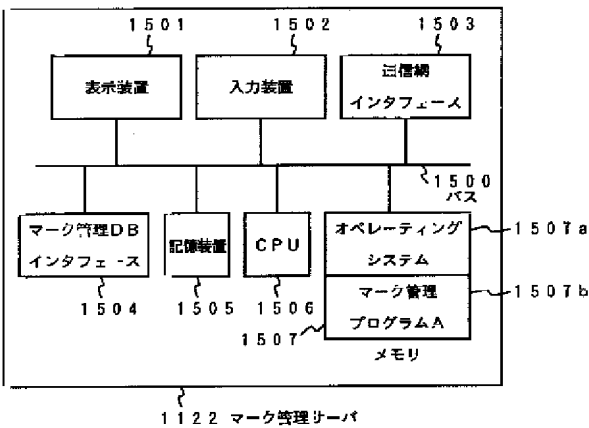 1501 1502 1503
表示装置
入力装置
通信網
インタフェース
1500
バス
マーク管理DB
インタフェース
記憶装置
CPU
オペレーティング
システム
1507a
マーク管理
プログラムA
1507b
1504 1505 1506
1507
メモリ
1122 マーク管理サーバ